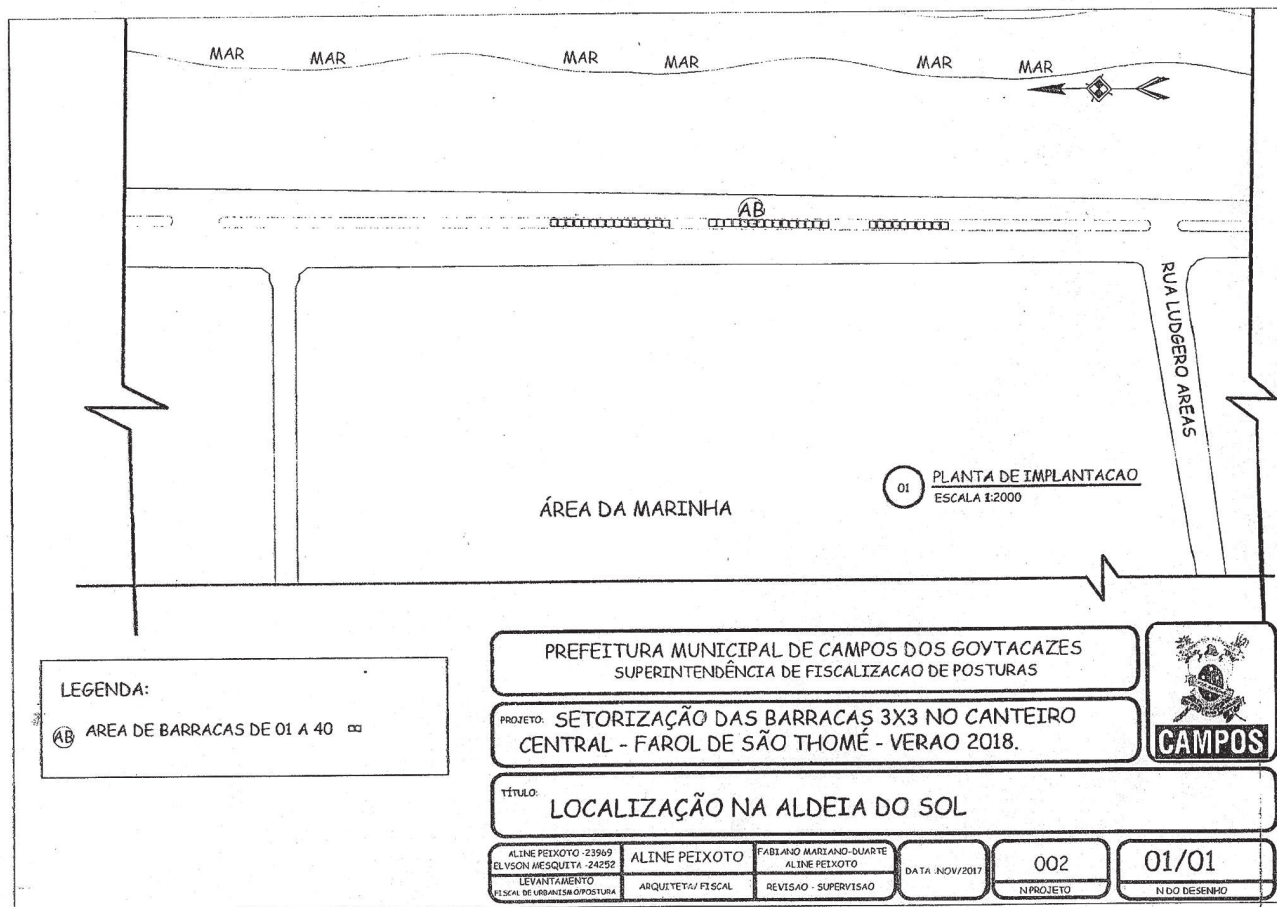 MAR MAR MAR MAR MAR MAR
AB
RUA LUDGERO AREAS
01 PLANTA DE IMPLANTACAO
ESCALA 1:2000
ÁREA DA MARINHA
LEGENDA:
AB AREA DE BARRACAS DE 01 A 40
PREFEITURA MUNICIPAL DE CAMPOS DOS GOYTACAZES
SUPERINTENDÊNCIA DE FISCALIZACAO DE POSTURAS
PROJETO: SETORIZAÇÃO DAS BARRACAS 3X3 NO CANTEIRO
CENTRAL - FAROL DE SÃO THOMÉ - VERAO 2018.
CAMPOS
TÍTULO: LOCALIZAÇÃO NA ALDEIA DO SOL
ALINE PEIXOTO -23969
ELVSON MESQUITA -24252
LEVANTAMENTO
FISCAL DE URBANISMO/POSTURA
ALINE PEIXOTO
ARQUITETA/ FISCAL
FABIANO MARIANO-DUARTE
ALINE PEIXOTO
REVISAO - SUPERVISAO
DATA :NOV/2017
002
N PROJETO
01/01
N DO DESENHO